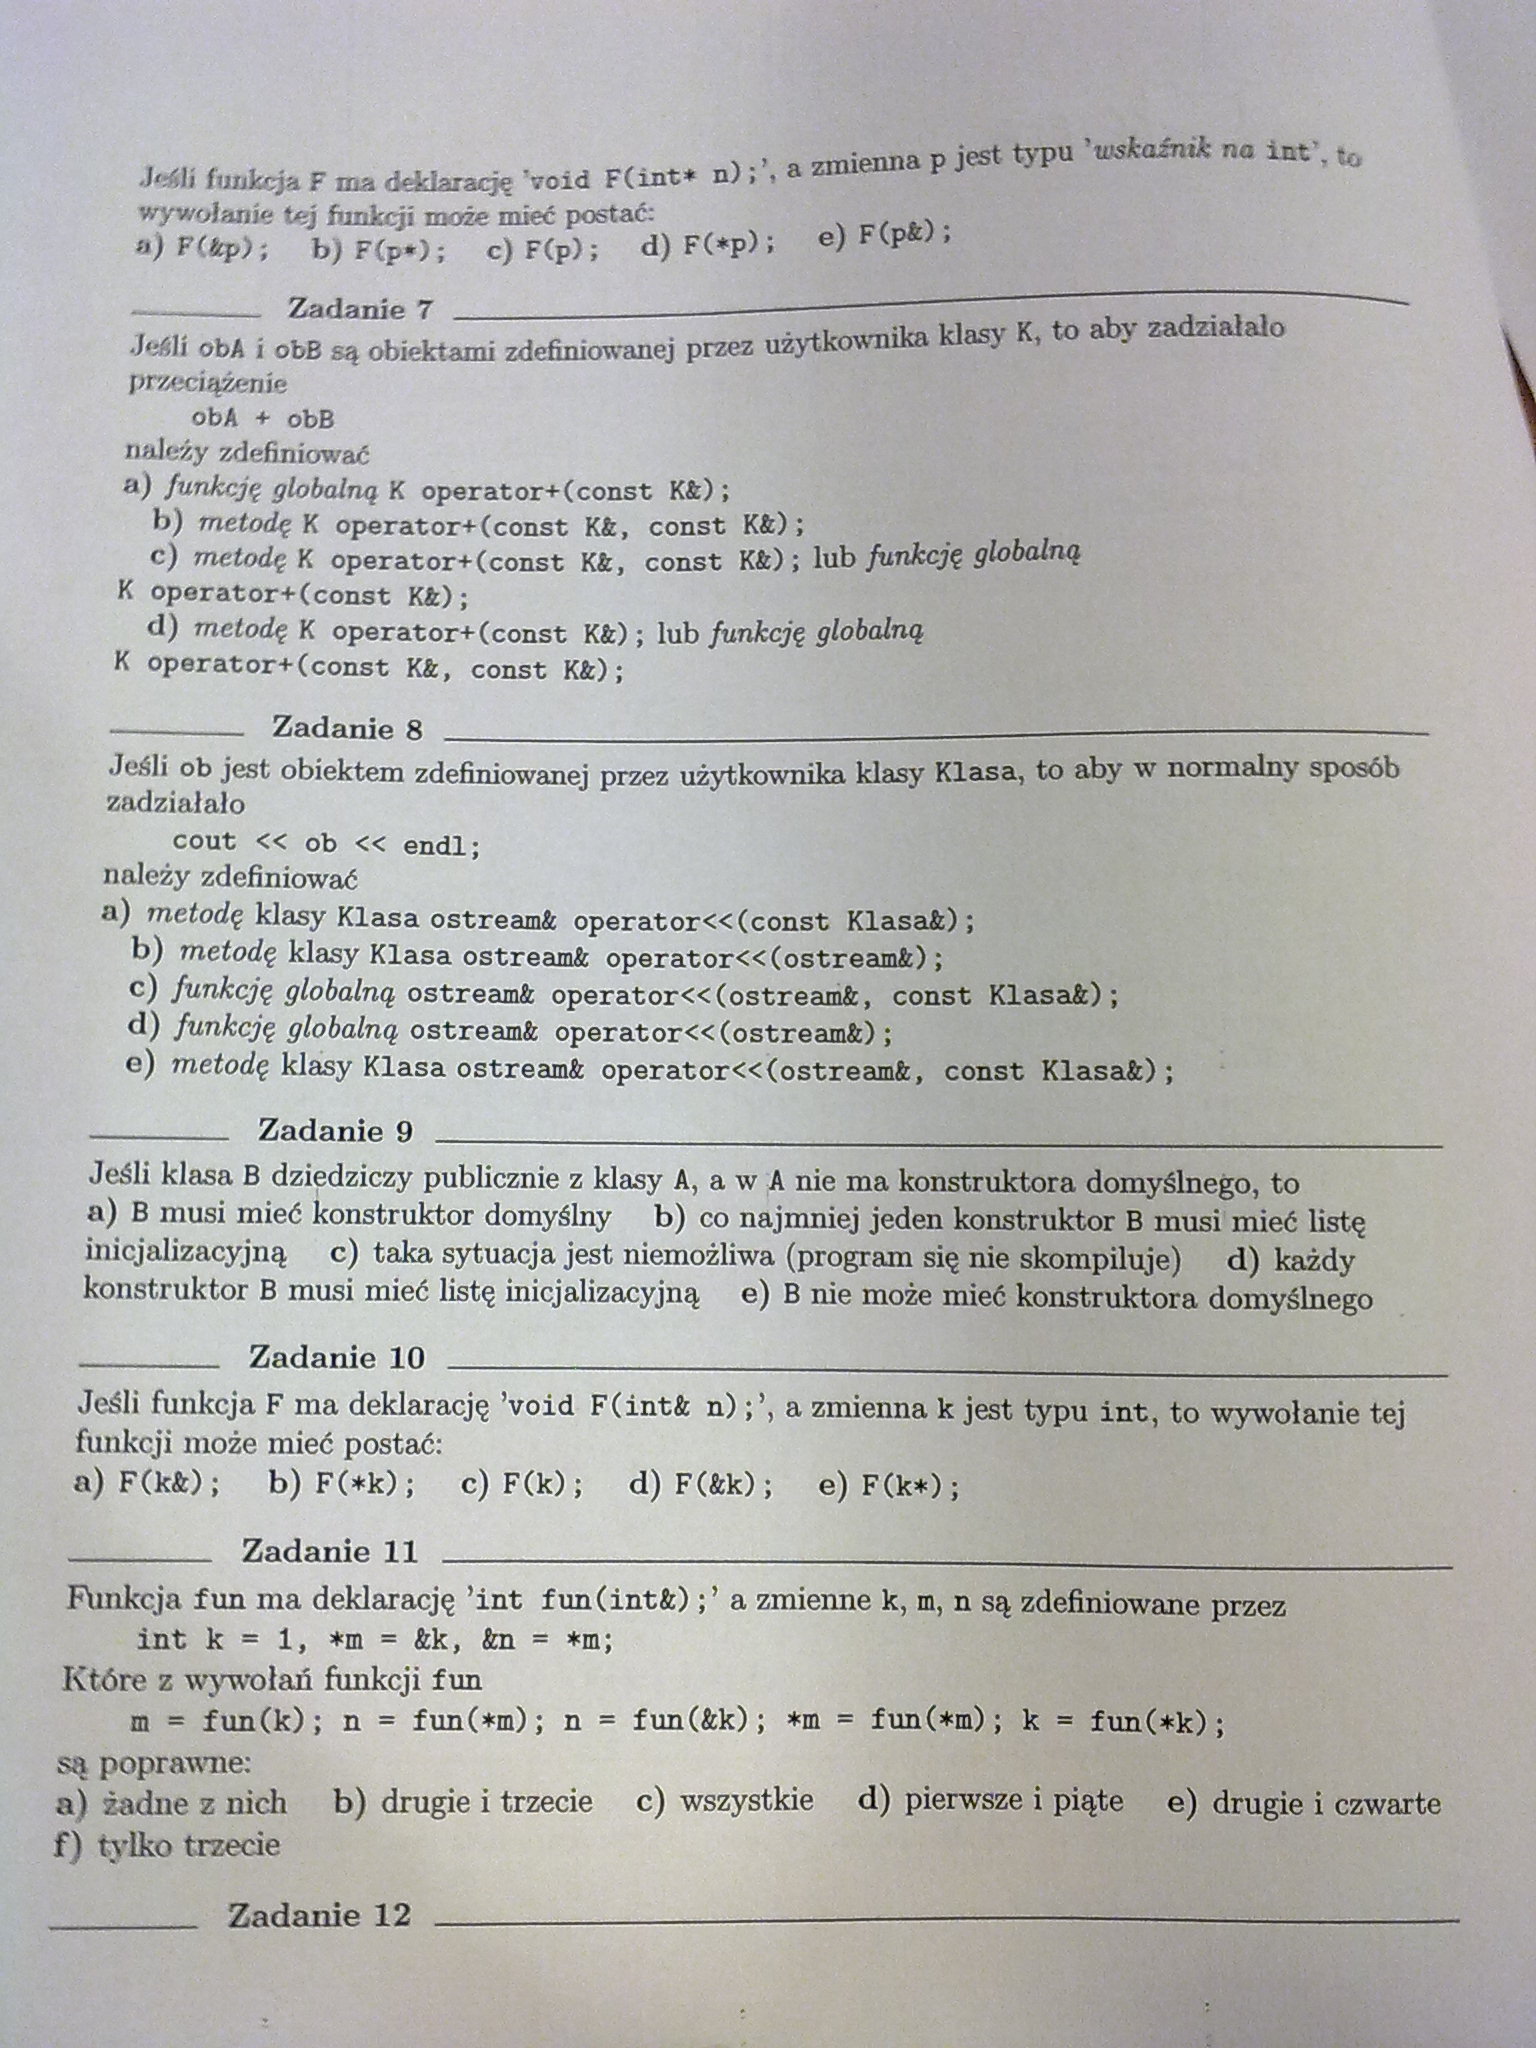 Jeśli funkcja F ma deklarację 'void F(int* n);', a zmienna p jest typu 'wskaźnik na int', to
wywołanie tej funkcji może mieć postać:
a) F(&p); b) F(p*); c) F(p); d) F(*p); e) F(p&);
Zadanie 7
Jeśli obA i obB są obiektami zdefiniowanej przez użytkownika klasy K, to aby zadziałało
przeciążenie
obA + obB
należy zdefiniować
a) funkcję globalną K operator+(const K&);
b) metodę K operator+(const K&, const K&);
c) metodę K operator+(const K&, const K&); lub funkcję globalną
K operator+(const K&);
d) metodę K operator+(const K&); lub funkcję globalną
K operator+(const K&, const K&);
Zadanie 8
Jeśli ob jest obiektem zdefiniowanej przez użytkownika klasy Klasa, to aby w normalny sposób
zadziałało
cout << ob << endl;
należy zdefiniować
a) metodę klasy Klasa ostream& operator<<(const Klasa&);
b) metodę klasy Klasa ostream& operator<<(ostream&);
c) funkcję globalną ostream& operator<<(ostream&, const Klasa&);
d) funkcję globalną ostream& operator<<(ostream&);
e) metodę klasy Klasa ostream& operator<<(ostream&, const Klasa&);
Zadanie 9
Jeśli klasa B dziedziczy publicznie z klasy A, a w A nie ma konstruktora domyślnego, to
a) B musi mieć konstruktor domyślny b) co najmniej jeden konstruktor B musi mieć listę
inicjalizacyjną c) taka sytuacja jest niemożliwa (program się nie skompiluje) d) każdy
konstruktor B musi mieć listę inicjalizacyjną e) B nie może mieć konstruktora domyślnego
Zadanie 10
Jeśli funkcja F ma deklarację 'void F(int& n);', a zmienna k jest typu int, to wywołanie tej
funkcji może mieć postać:
a) F(k&); b) F(*k); c) F(k); d) F(&k); e) F(k*);
Zadanie 11
Funkcja fun ma deklarację 'int fun(int&);' a zmienne k, m, n są zdefiniowane przez
int k = 1, *m = &k, &n = *m;
Które z wywołań funkcji fun
m = fun(k); n = fun(*m); n = fun(&k); *m = fun(*m); k = fun(*k);
są poprawne:
a) żadne z nich b) drugie i trzecie c) wszystkie d) pierwsze i piąte e) drugie i czwarte
f) tylko trzecie
Zadanie 12